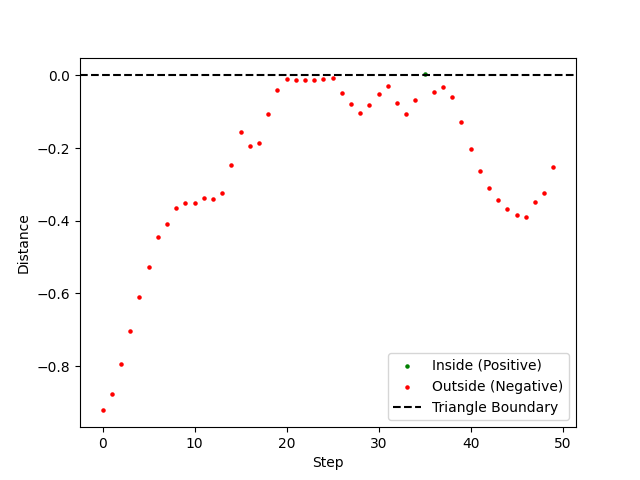 0.0
−0.2
−0.4
−0.6
−0.8
Distance
0
10
20
30
40
50
Step
Inside (Positive)
Outside (Negative)
Triangle Boundary